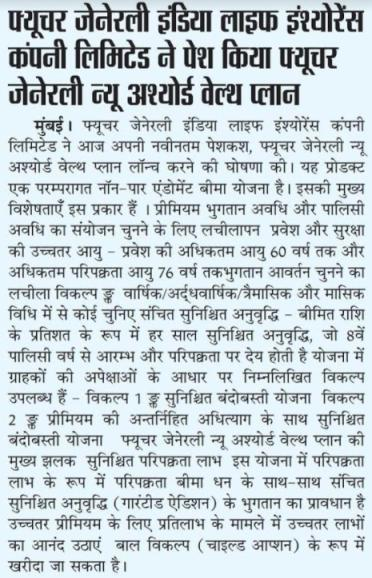 फ्यूचर जेनेरली इंडिया लाइफ इंश्योरेंस
कंपनी लिमिटेड ने पेश किया फ्यूचर
जेनेरली न्यू अश्योर्ड वेल्थ प्लान
मुंबई। फ्यूचर जेनेरली इंडिया लाइफ इंश्योरेंस कंपनी
लिमिटेड ने आज अपनी नवीनतम पेशकश, फ्यूचर जेनेरली न्यू
अश्योर्ड वेल्थ प्लान लॉन्च करने की घोषणा की। यह प्रोडक्ट
एक परम्परागत नॉन-पार एंडोमेंट बीमा योजना है। इसकी मुख्य
विशेषताएँ इस प्रकार हैं । प्रीमियम भुगतान अवधि और पालिसी
अवधि का संयोजन चुनने के लिए लचीलापन प्रवेश और सुरक्षा
की उच्चतर आयु - प्रवेश की अधिकतम आयु 60 वर्ष तक और
अधिकतम परिपक्वता आयु 76 वर्ष तकभुगतान आवर्तन चुनने का
लचीला विकल्प ङ्क वार्षिक/अर्द्धवार्षिक/त्रैमासिक और मासिक
विधि में से कोई चुनिए संचित सुनिश्चित अनुवृद्धि - बीमित राशि
के प्रतिशत के रूप में हर साल सुनिश्चित अनुवृद्धि, जो 8वें
पालिसी वर्ष से आरम्भ और परिपक्वता पर देय होती है योजना में
ग्राहकों की अपेक्षाओं के आधार पर निम्नलिखित विकल्प
उपलब्ध हैं - विकल्प 1 ङ्क सुनिश्चित बंदोबस्ती योजना विकल्प
2 ङ्क प्रीमियम की अन्तर्निहित अधित्याग के साथ सुनिश्चित
बंदोबस्ती योजना फ्यूचर जेनेरली न्यू अश्योर्ड वेल्थ प्लान की
मुख्य झलक सुनिश्चित परिपक्वता लाभ इस योजना में परिपक्वता
लाभ के रूप में परिपक्वता बीमा धन के साथ-साथ संचित
सुनिश्चित अनुवृद्धि (गारंटीड ऐडिशन) के भुगतान का प्रावधान है
उच्चतर प्रीमियम के लिए प्रतिलाभ के मामले में उच्चतर लाभों
का आनंद उठाएं बाल विकल्प (चाइल्ड आप्शन) के रूप में
खरीदा जा सकता है।